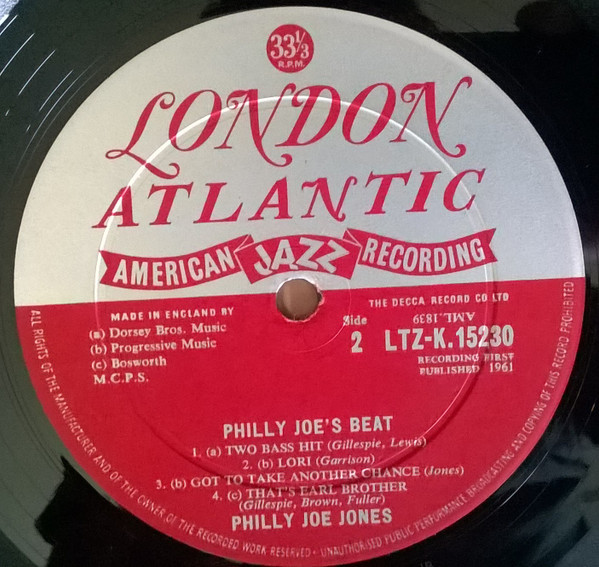 33 1/3
R.P.M.
LONDON
ATLANTIC
AMERICAN JAZZ RECORDING
MADE IN ENGLAND BY
THE DECCA RECORD CO LTD
(a) Dorsey Bros. Music
(b) Progressive Music
(c) Bosworth
M.C.P.S.
Side
2
AMJ.1839
LTZ-K.15230
RECORDING FIRST
PUBLISHED 1961
PHILLY JOE'S BEAT
1. (a) TWO BASS HIT (Gillespie, Lewis)
2. (b) LORI (Garrison)
3. (b) GOT TO TAKE ANOTHER CHANCE (Jones)
4. (c) THAT'S EARL BROTHER
(Gillespie, Brown, Fuller)
PHILLY JOE JONES
ALL RIGHTS OF THE MANUFACTURER AND OF THE OWNER OF THE RECORDED WORK RESERVED · UNAUTHORISED PUBLIC PERFORMANCE BROADCASTING AND COPYING OF THIS RECORD PROHIBITED